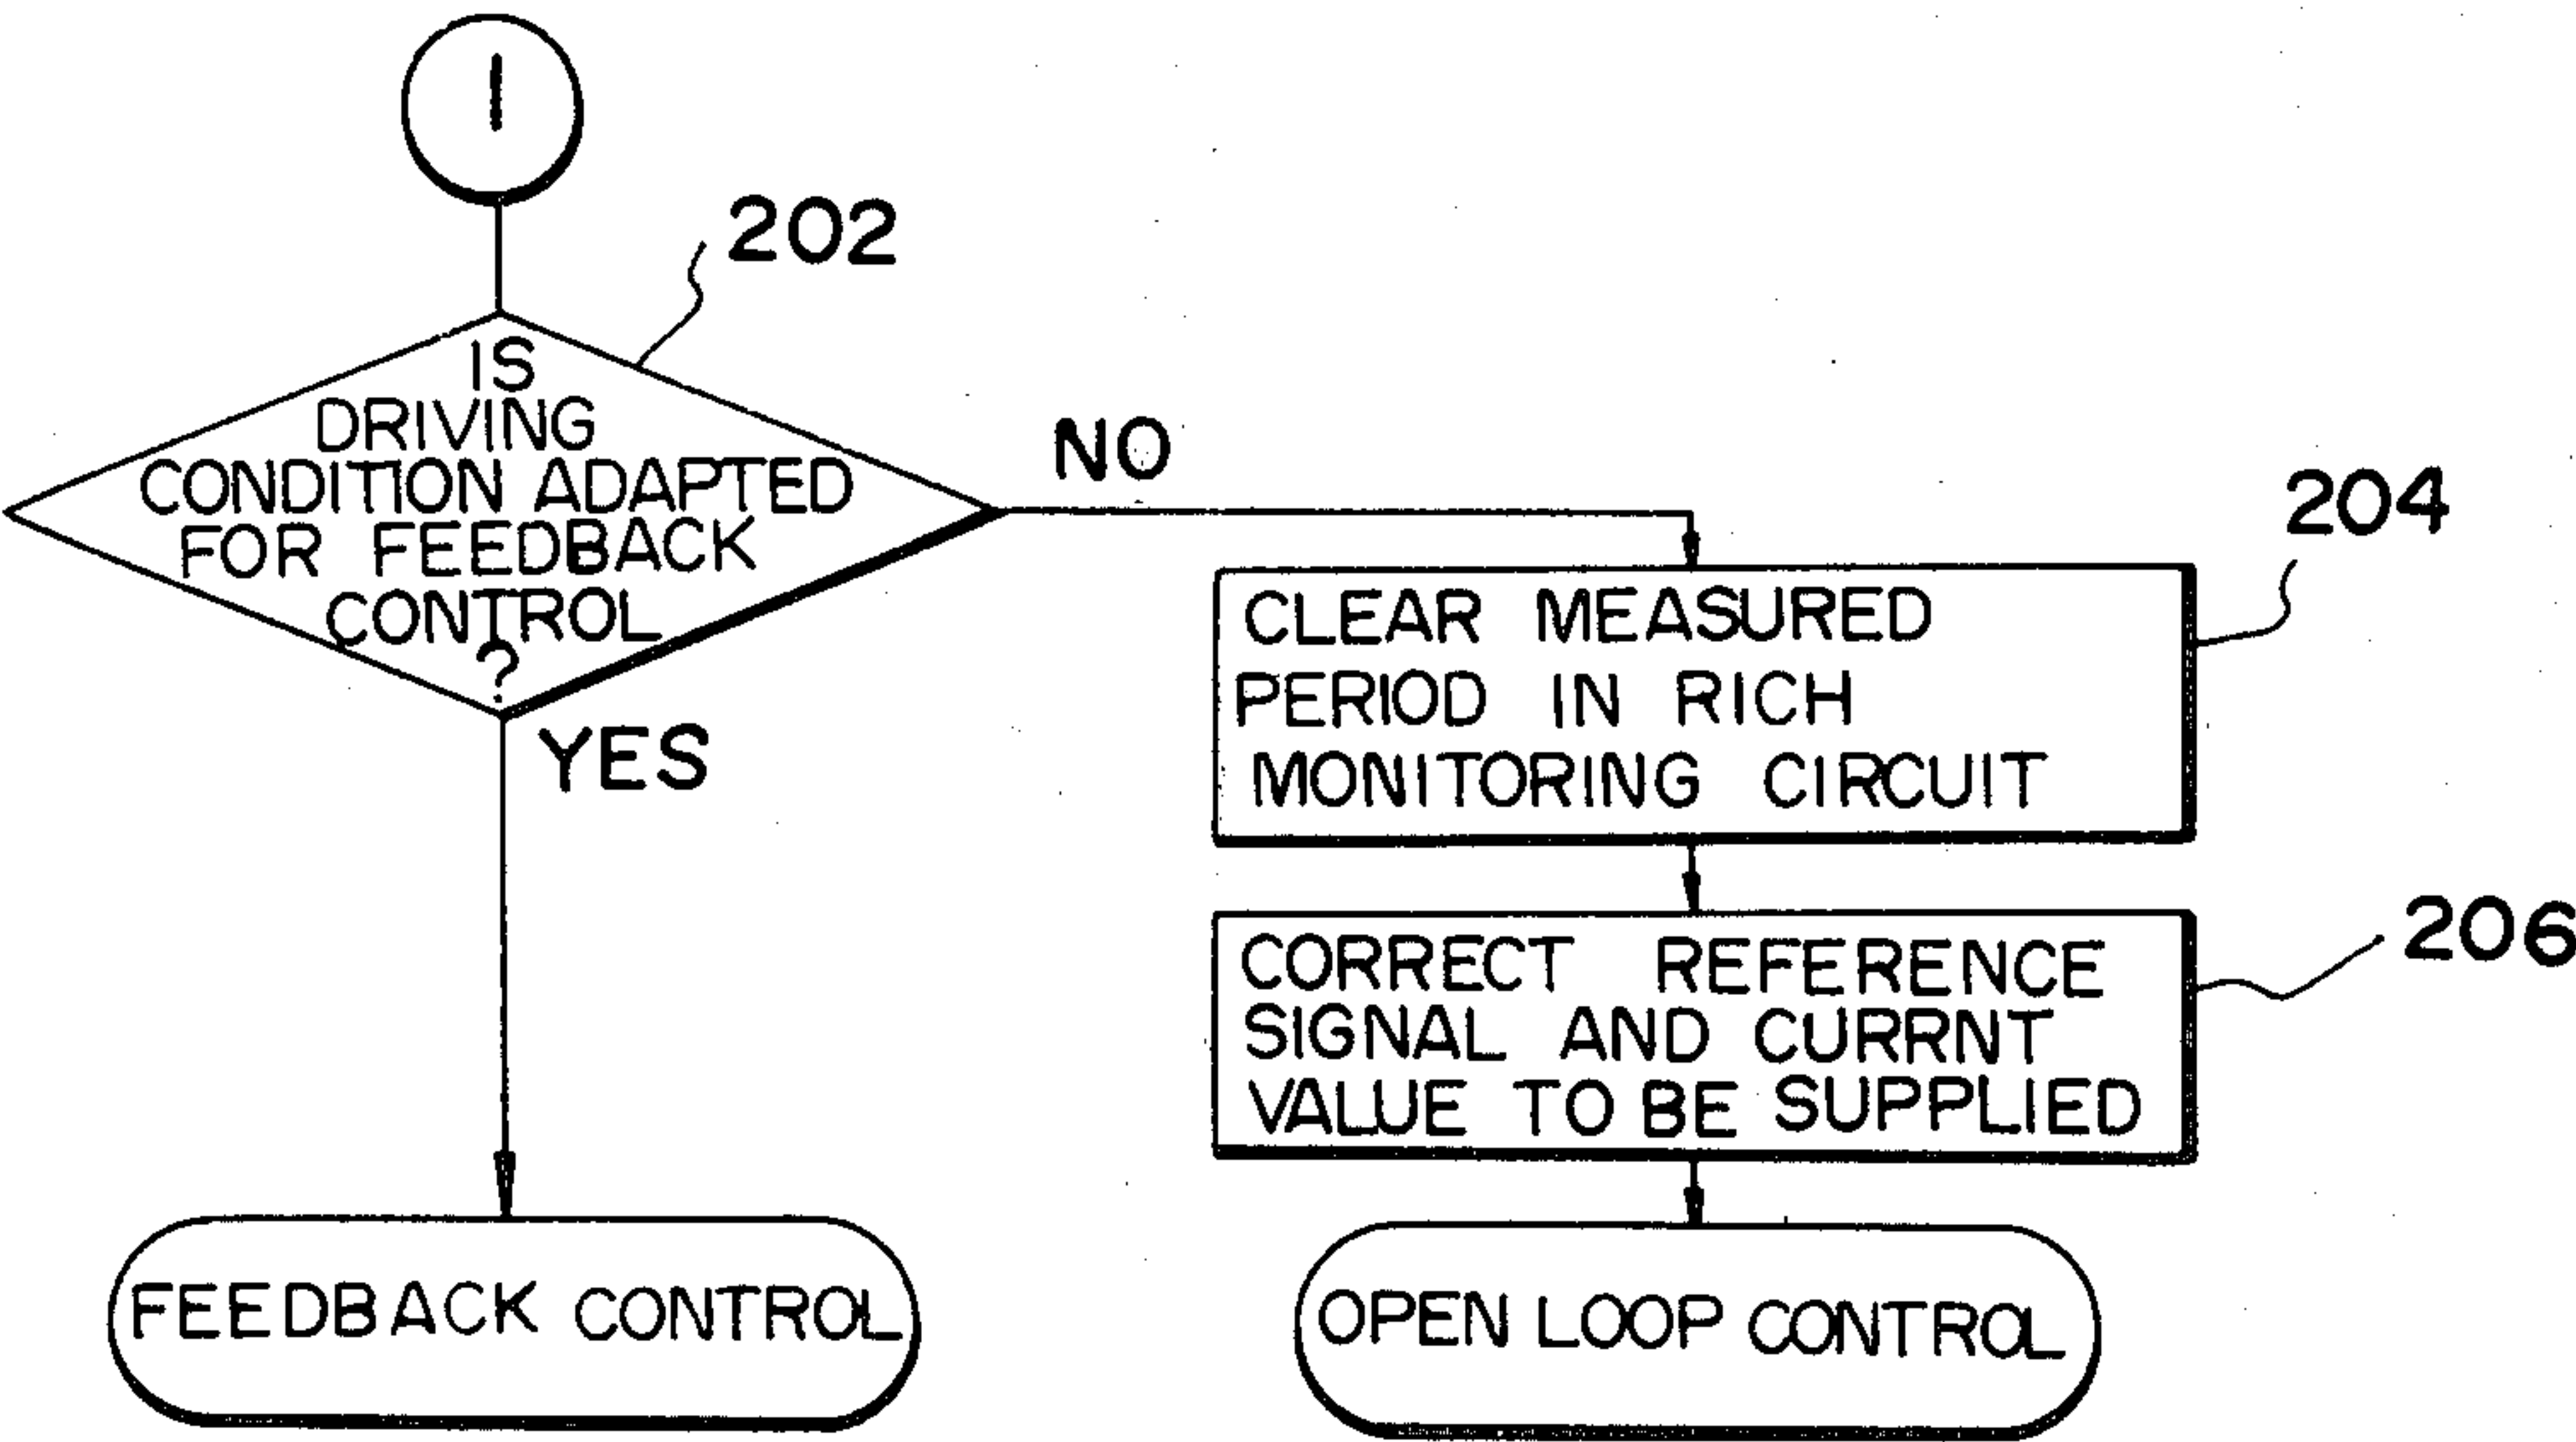 1
202
IS
DRIVING
CONDITION ADAPTED
FOR FEEDBACK
CONTROL
?
NO
YES
204
CLEAR MEASURED
PERIOD IN RICH
MONITORING CIRCUIT
206
CORRECT REFERENCE
SIGNAL AND CURRNT
VALUE TO BE SUPPLIED
FEEDBACK CONTROL
OPEN LOOP CONTROL